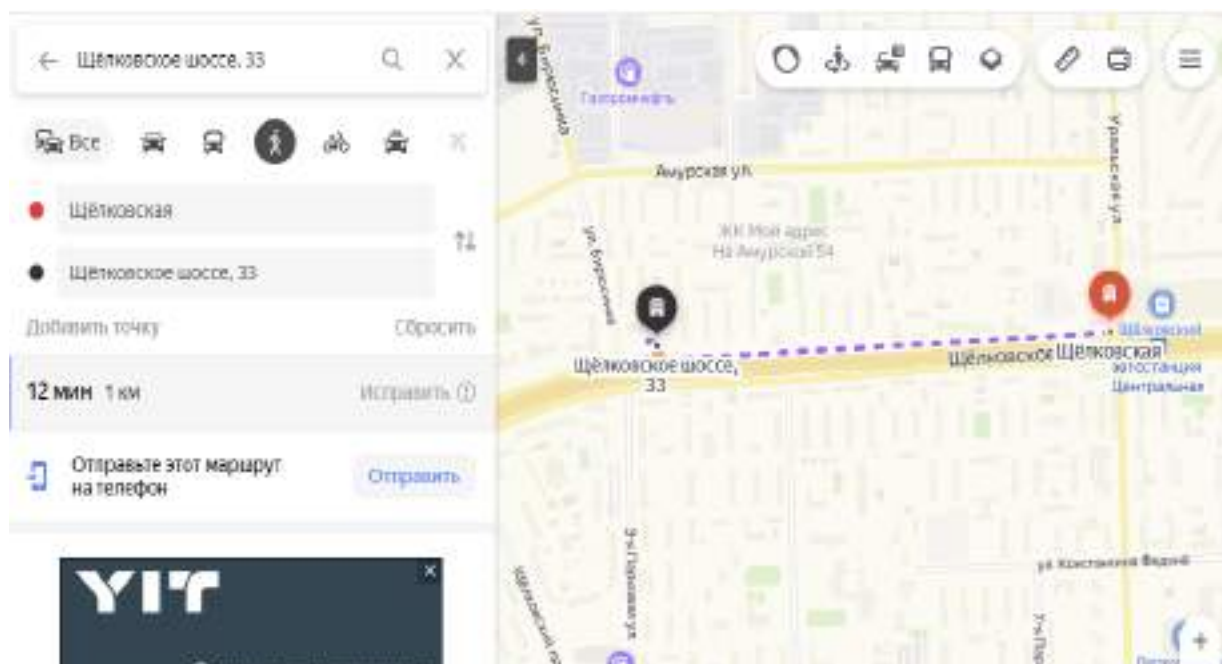 Щёлковское шоссе, 33
Все
Щёлковская
Щёлковское шоссе, 33
Добавить точку
Сбросить
12 мин 1 км
Исправить
Отправьте этот маршрут
на телефон
Отправить
YIT
ул. Бирюсинка
Газпромнефть
Амурская ул.
Уральская ул.
ЖК Мой адрес
На Амурской 54
ул. Бирюсинка
Щёлковское шоссе,
33
Щёлковское
Щёлковская
Щёлковский
автостанция
Центральная
9-я Парковая ул.
ул. Константина Федина